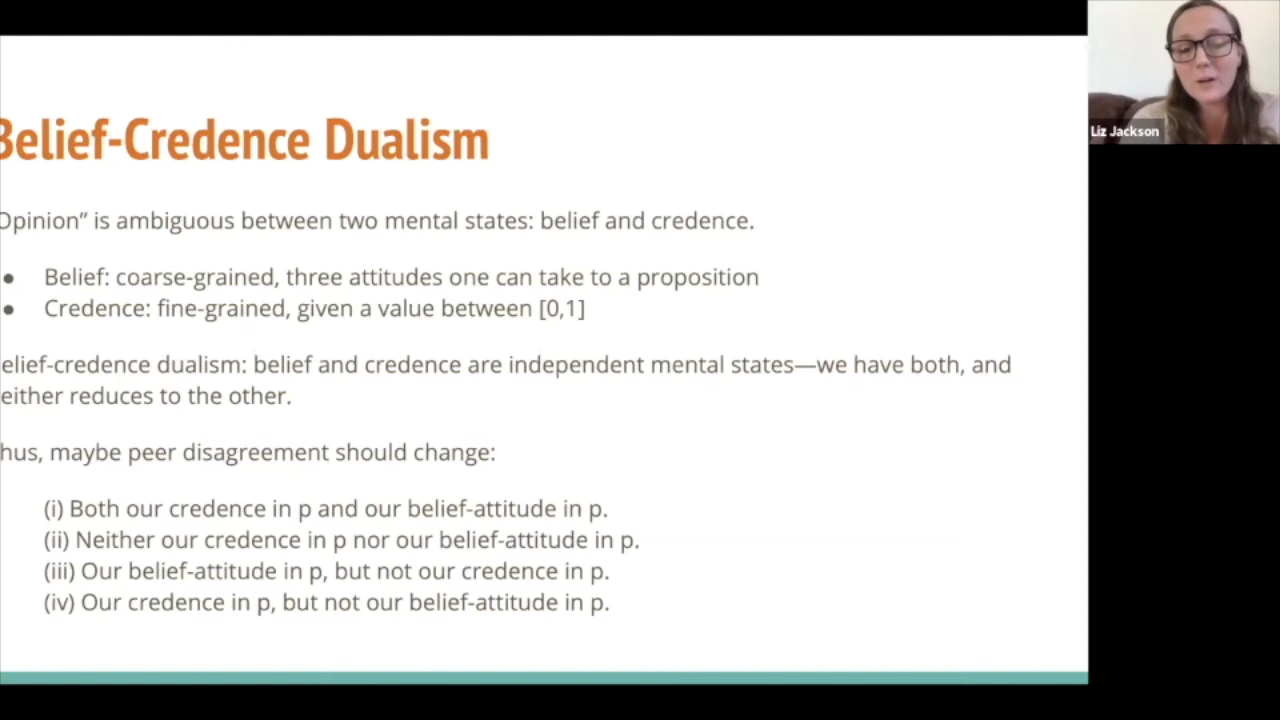 Belief-Credence Dualism
Liz Jackson
Opinion” is ambiguous between two mental states: belief and credence.
● Belief: coarse-grained, three attitudes one can take to a proposition
● Credence: fine-grained, given a value between [0,1]
elief-credence dualism: belief and credence are independent mental states—we have both, and
either reduces to the other.
hus, maybe peer disagreement should change:
(i) Both our credence in p and our belief-attitude in p.
(ii) Neither our credence in p nor our belief-attitude in p.
(iii) Our belief-attitude in p, but not our credence in p.
(iv) Our credence in p, but not our belief-attitude in p.